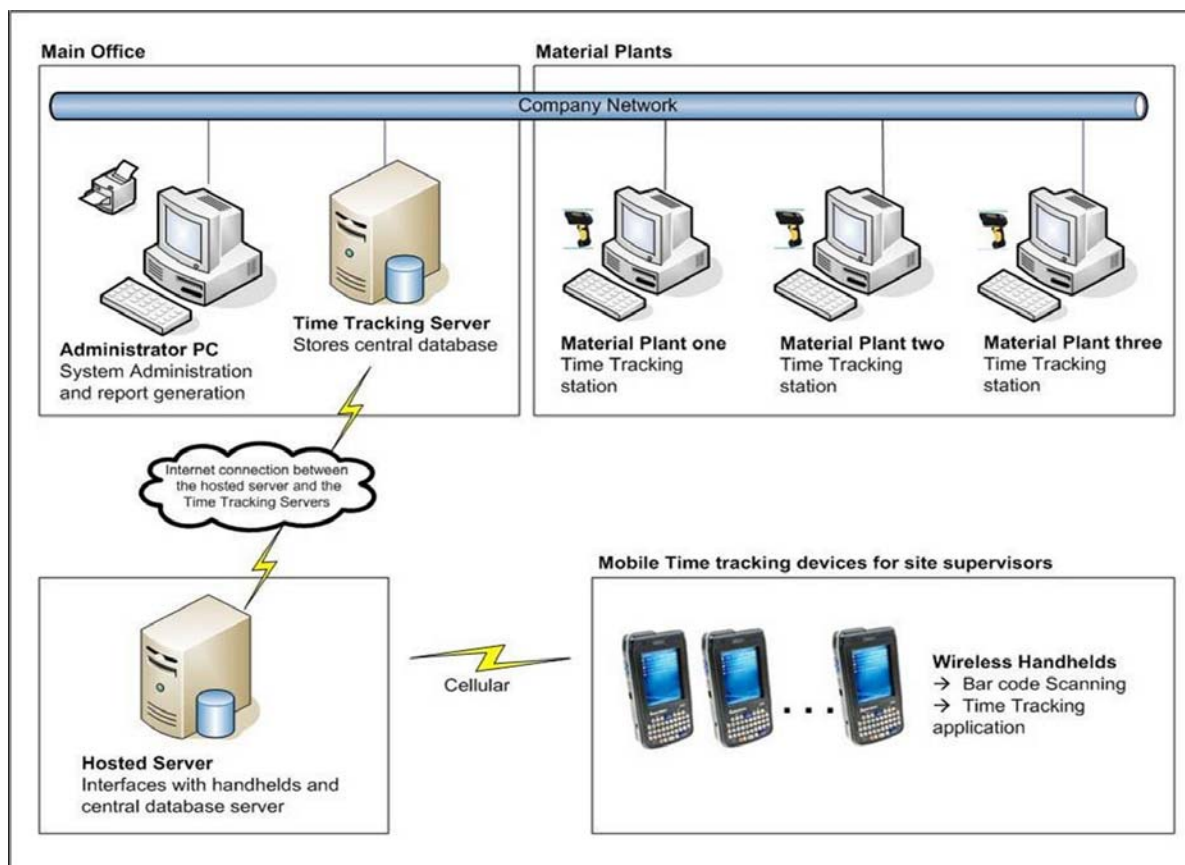 Main Office
Material Plants
Company Network
Administrator PC
System Administration
and report generation
Time Tracking Server
Stores central database
Material Plant one
Time Tracking
station
Material Plant two
Time Tracking
station
Material Plant three
Time Tracking
station
Internet connection between
the hosted server and the
Time Tracking Servers
Hosted Server
Interfaces with handhelds and
central database server
Cellular
Mobile Time tracking devices for site supervisors
. . .
Wireless Handhelds
→ Bar code Scanning
→ Time Tracking
application